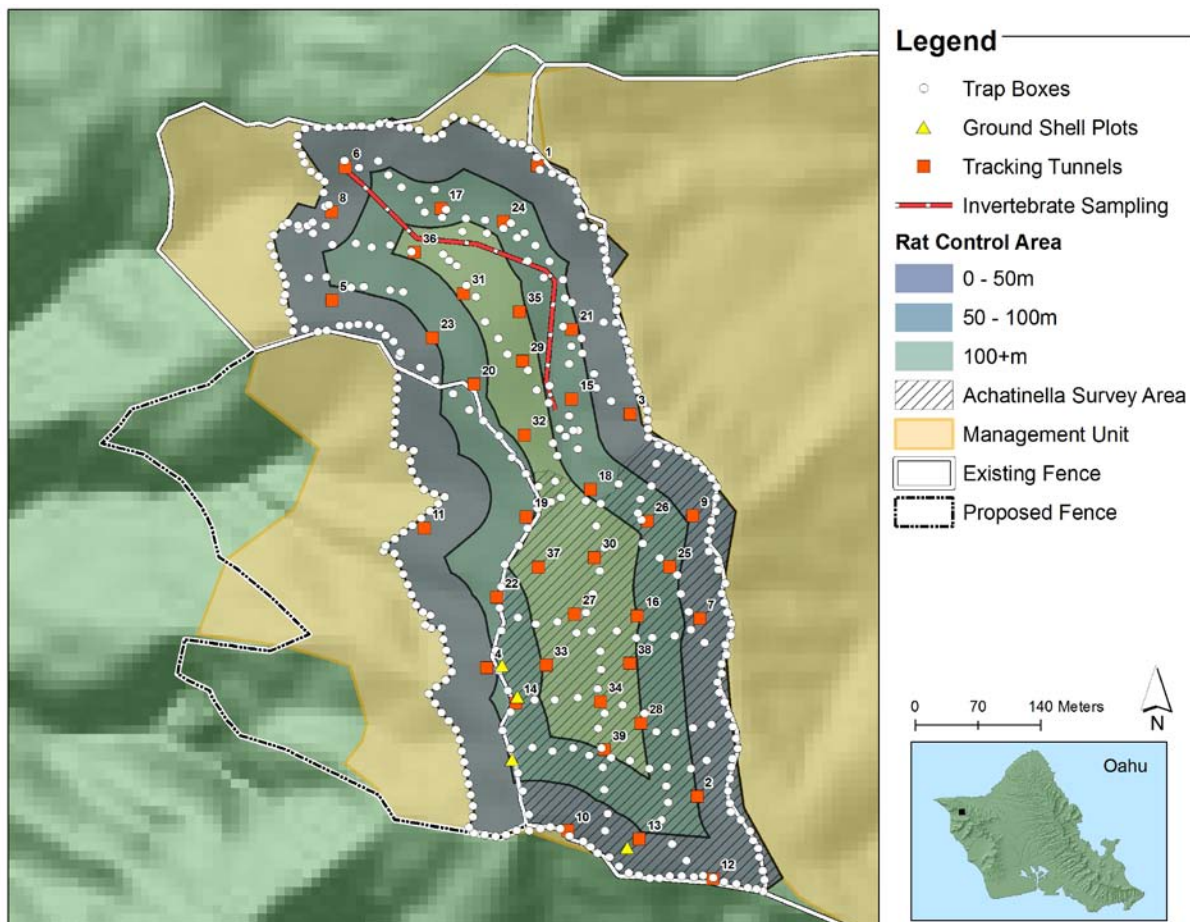 Legend
Trap Boxes
Ground Shell Plots
Tracking Tunnels
Invertebrate Sampling
Rat Control Area
0 - 50m
50 - 100m
100+m
Achatinella Survey Area
Management Unit
Existing Fence
Proposed Fence
6
1
8
17
24
36
5
31
35
23
21
29
20
15
3
32
18
19
26
9
11
30
37
25
22
27
16
7
4
33
38
14
34
28
39
2
10
13
12
0 70 140 Meters
N
Oahu